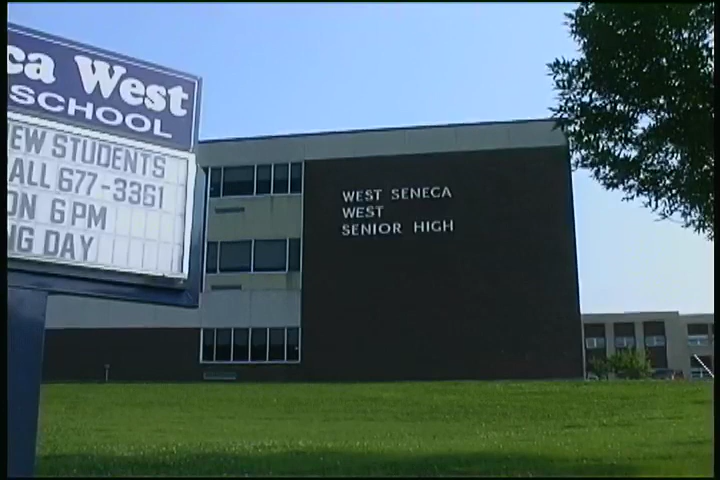 ca West
SCHOOL
EW STUDENTS
ALL 677-3361
ON 6 PM
NG DAY
WEST SENECA
WEST
SENIOR HIGH